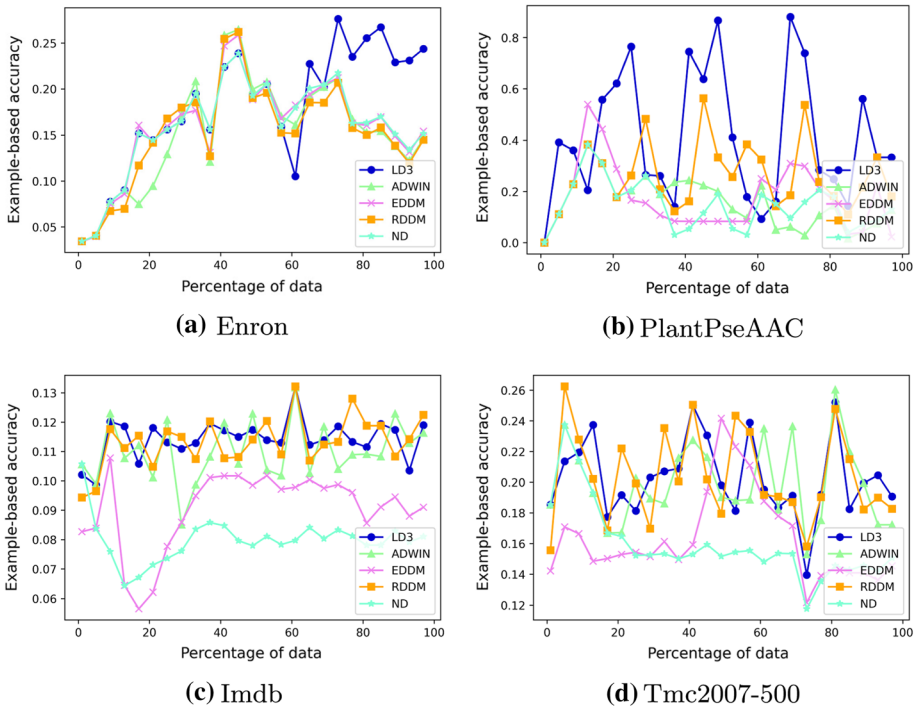 Example-based accuracy
0.25
0.20
0.15
0.10
0.05
0
20
40
60
80
100
Percentage of data
LD3
ADWIN
EDDM
RDDM
ND
(a) Enron
Example-based accuracy
0.8
0.6
0.4
0.2
0.0
0
20
40
60
80
100
Percentage of data
LD3
ADWIN
EDDM
RDDM
ND
(b) PlantPseAAC
Example-based accuracy
0.13
0.12
0.11
0.10
0.09
0.08
0.07
0.06
0
20
40
60
80
100
Percentage of data
LD3
ADWIN
EDDM
RDDM
ND
(c) Imdb
Example-based accuracy
0.26
0.24
0.22
0.20
0.18
0.16
0.14
0.12
0
20
40
60
80
100
Percentage of data
LD3
ADWIN
EDDM
RDDM
ND
(d) Tmc2007-500